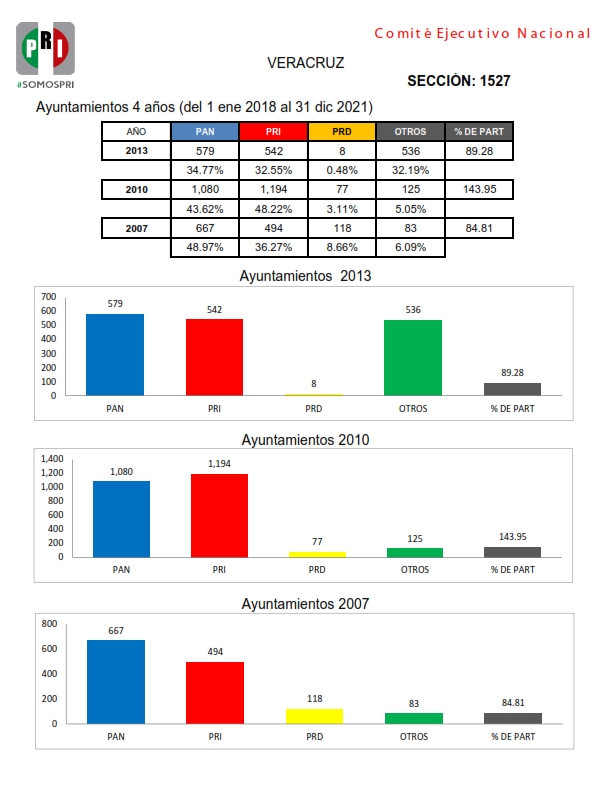 Comité Ejecutivo Nacional
PRI
#SOMOSPRI
VERACRUZ
SECCIÓN: 1527
Ayuntamientos 4 años (del 1 ene 2018 al 31 dic 2021)
AÑO PAN PRI PRD OTROS % DE PART
2013 579 542 8 536 89.28
34.77% 32.55% 0.48% 32.19%
2010 1,080 1,194 77 125 143.95
43.62% 48.22% 3.11% 5.05%
2007 667 494 118 83 84.81
48.97% 36.27% 8.66% 6.09%
Ayuntamientos 2013
700
600
500
400
300
200
100
0
579 542 8 536 89.28
PAN PRI PRD OTROS % DE PART
Ayuntamientos 2010
1,400
1,200
1,000
800
600
400
200
0
1,080 1,194 77 125 143.95
PAN PRI PRD OTROS % DE PART
Ayuntamientos 2007
800
600
400
200
0
667 494 118 83 84.81
PAN PRI PRD OTROS % DE PART